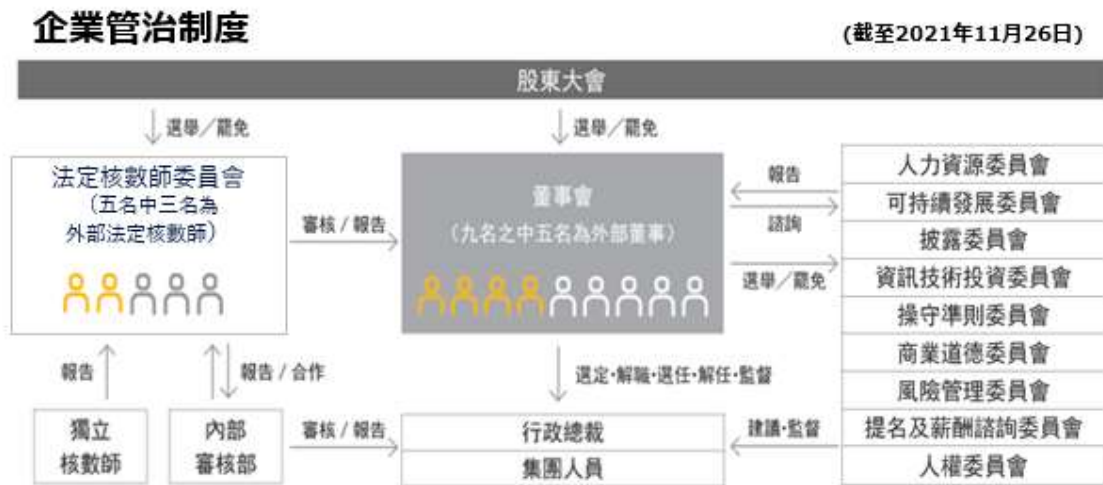 企業管治制度
(截至2021年11月26日)
股東大會
選舉／罷免
選舉／罷免
法定核數師委員會
（五名中三名為
外部法定核數師）
審核 / 報告
董事會
（九名之中五名為外部董事）
報告
諮詢
選舉／罷免
人力資源委員會
可持續發展委員會
披露委員會
資訊技術投資委員會
操守準則委員會
商業道德委員會
風險管理委員會
提名及薪酬諮詢委員會
人權委員會
報告
報告 / 合作
選定·解職·選任·解任·監督
獨立
核數師
內部
審核部
審核 / 報告
行政總裁
集團人員
建議·監督